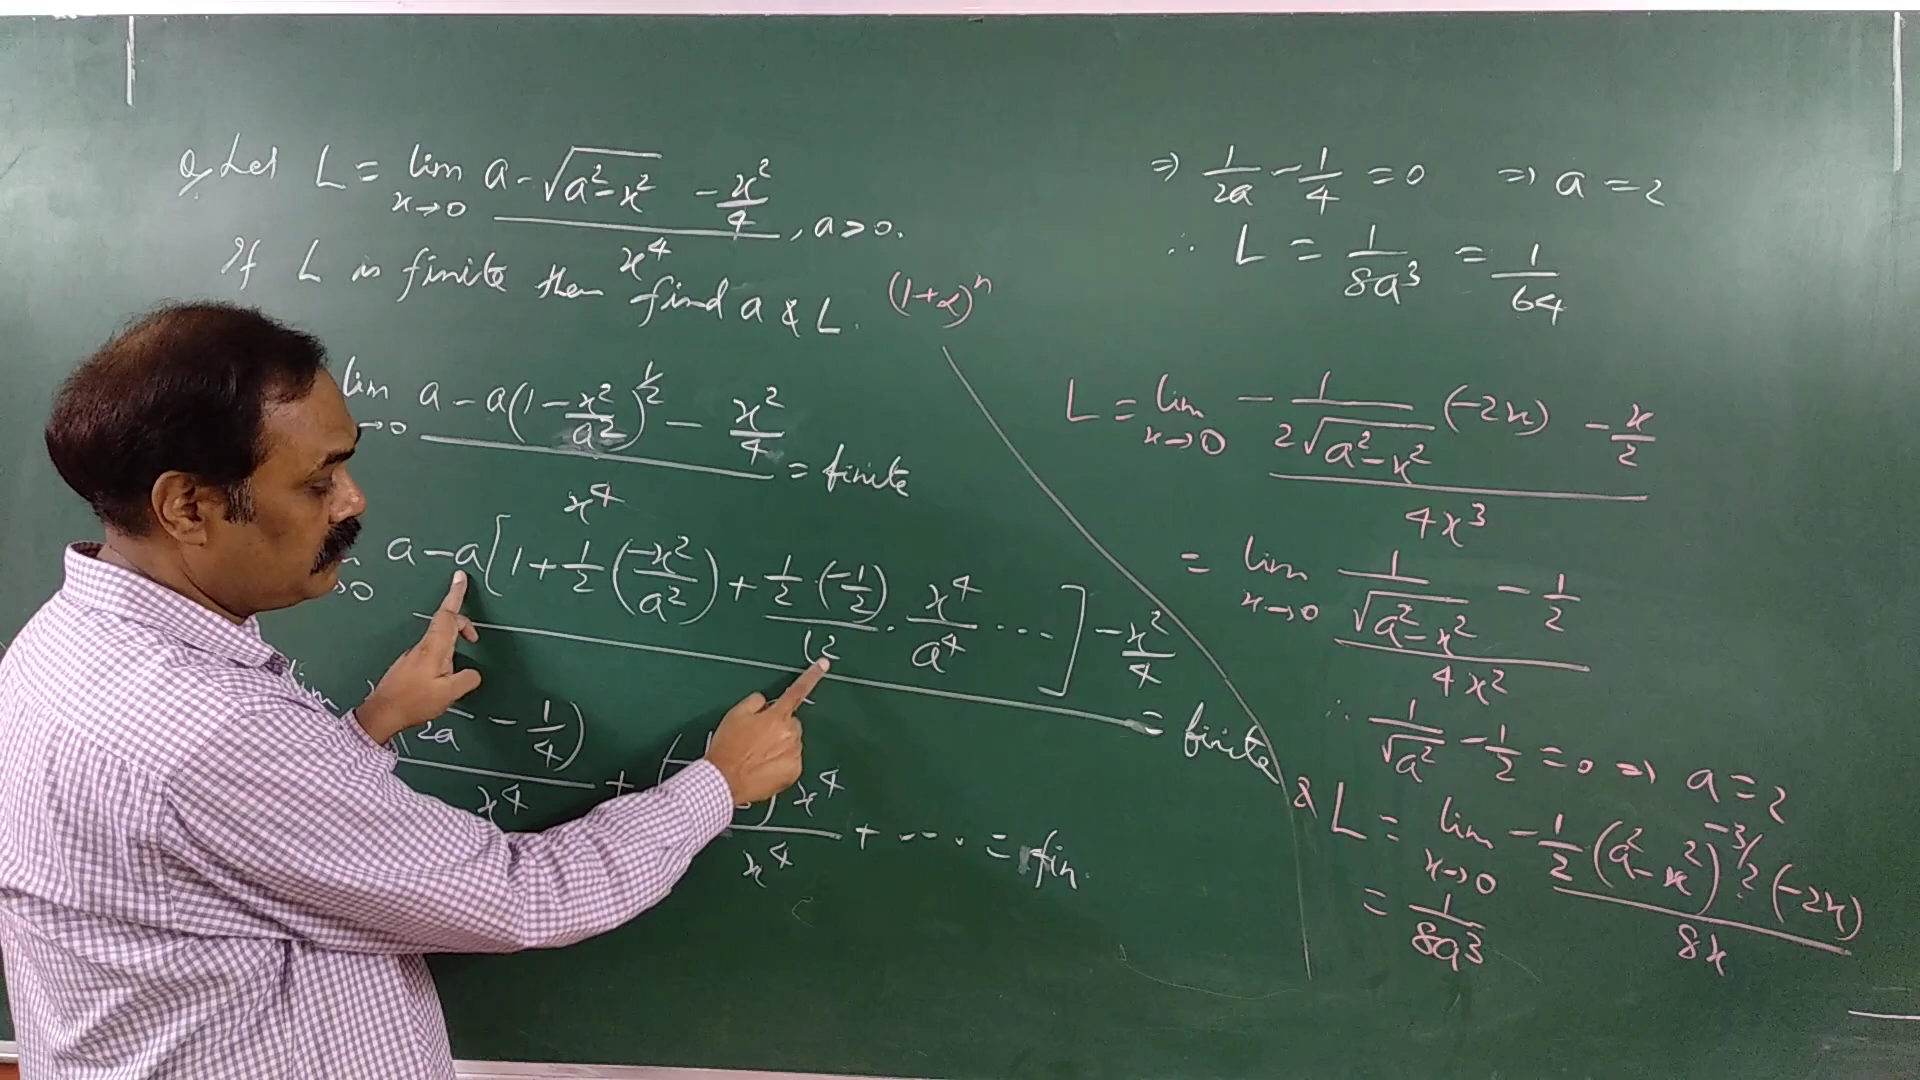 Q. Let L = lim x→0 (a - √(a² - x²) - x²/4) / x⁴, a > 0.
If L is finite then find a & L.
(1+α)ⁿ
lim →0 (a - a(1 - x²/a²)^(1/2) - x²/4) / x⁴ = finite
→0 (a - a[1 + 1/2 (-x²/a²) + (1/2 · (-1/2))/⌊2 · x⁴/a⁴ ...] - x²/4) = finite
lim (1/2a - 1/4) / x⁴ + x⁴ / x⁴ + .... = fin.
⇒ 1/2a - 1/4 = 0 ⇒ a = 2
∴ L = 1/8a³ = 1/64
L = lim x→0 (-1/(2√(a² - x²)) (-2x) - x/2) / 4x³
= lim x→0 (1/√(a² - x²) - 1/2) / 4x²
∴ 1/√a² - 1/2 = 0 ⇒ a = 2
& L = lim x→0 (-1/2 (a² - x²)^(-3/2) (-2x)) / 8x
= 1/8a³